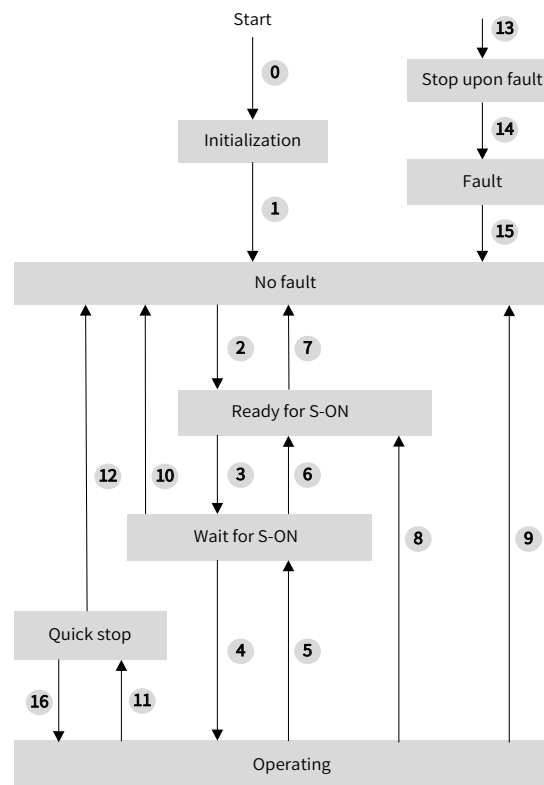 Start
13
0
Stop upon fault
14
Initialization
Fault
1
15
No fault
2
7
Ready for S-ON
12
10
3
6
8
9
Wait for S-ON
Quick stop
4
5
16
11
Operating